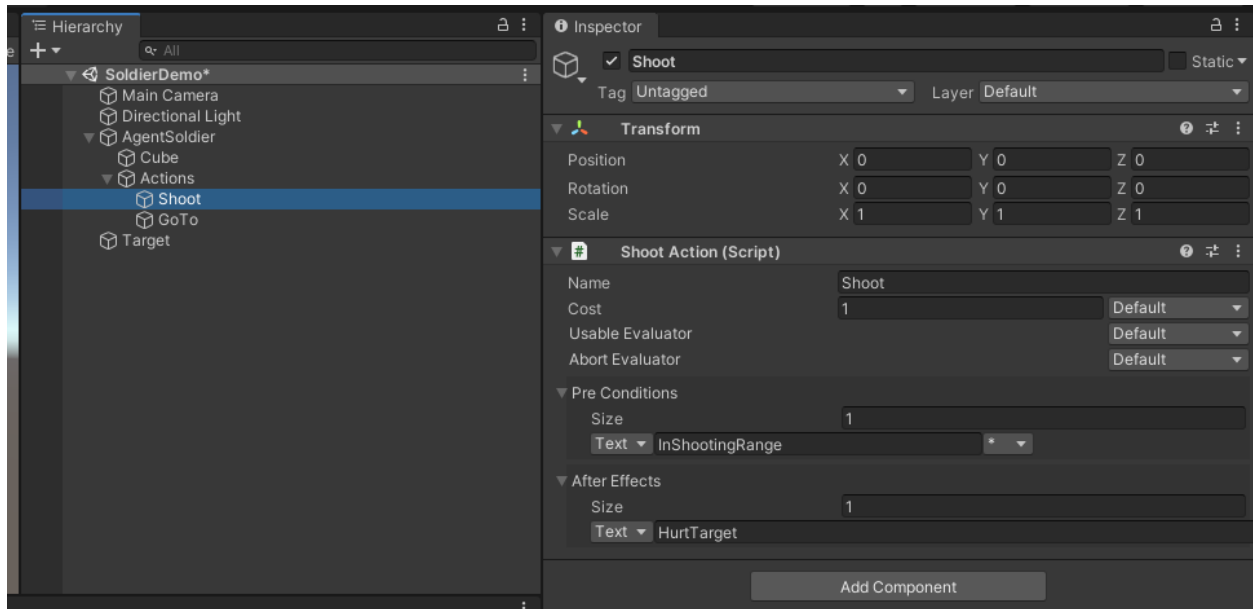 Hierarchy
All
SoldierDemo*
Main Camera
Directional Light
AgentSoldier
Cube
Actions
Shoot
GoTo
Target
Inspector
Shoot
Static
Tag Untagged Layer Default
Transform
Position X 0 Y 0 Z 0
Rotation X 0 Y 0 Z 0
Scale X 1 Y 1 Z 1
# Shoot Action (Script)
Name Shoot
Cost 1 Default
Usable Evaluator Default
Abort Evaluator Default
Pre Conditions
Size 1
Text InShootingRange *
After Effects
Size 1
Text HurtTarget
Add Component